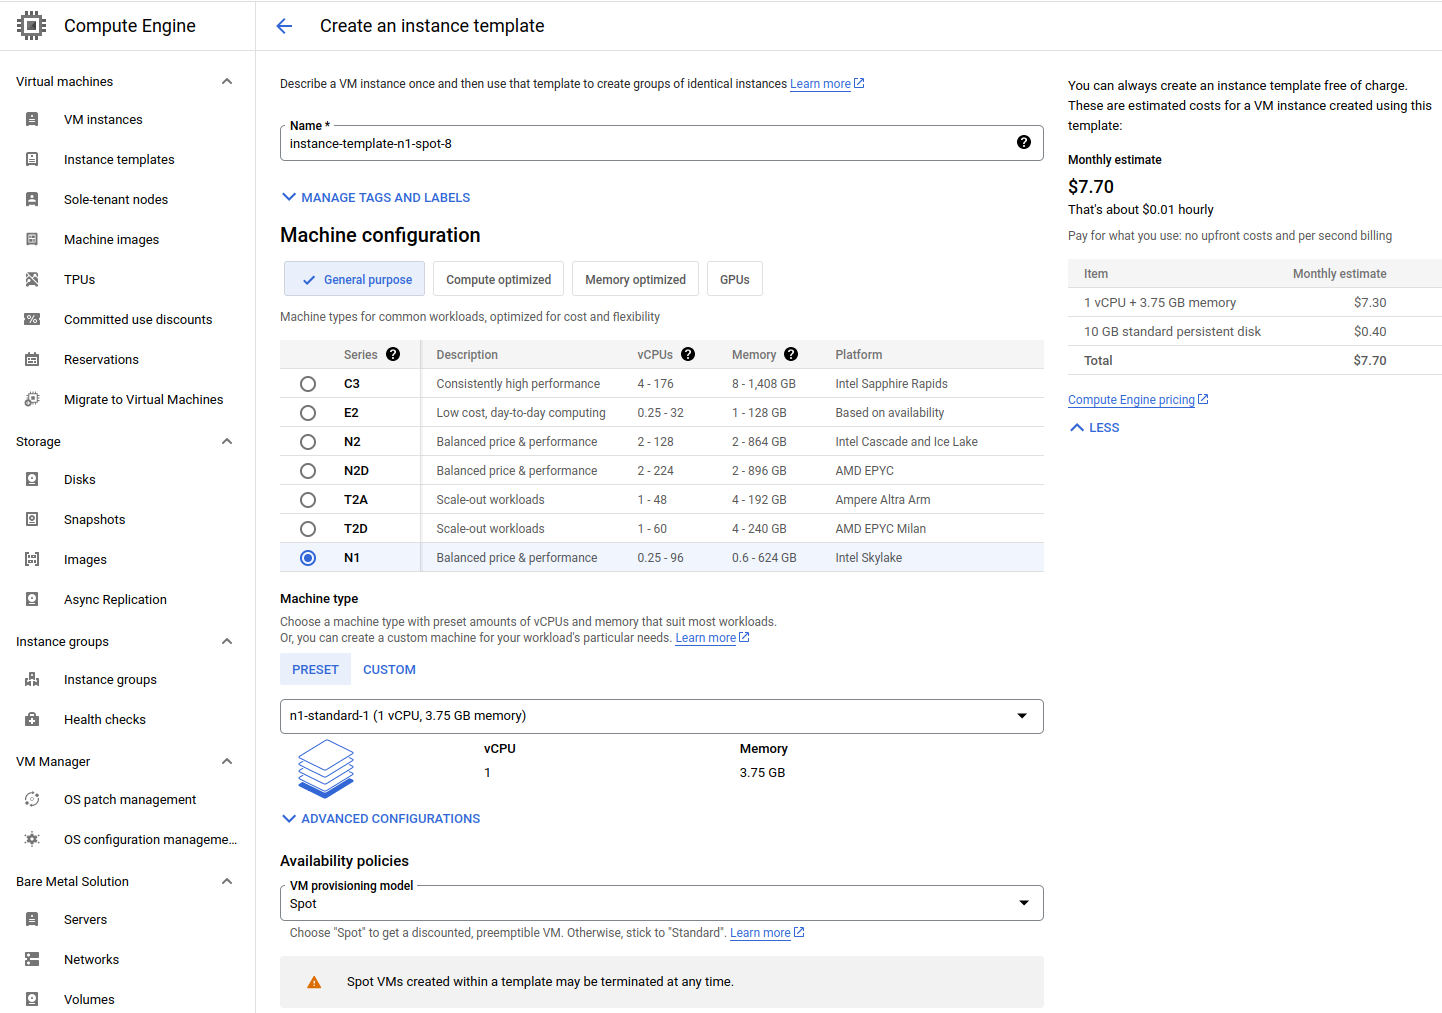 Compute Engine
Create an instance template
Virtual machines
VM instances
Instance templates
Sole-tenant nodes
Machine images
TPUs
Committed use discounts
Reservations
Migrate to Virtual Machines
Storage
Disks
Snapshots
Images
Async Replication
Instance groups
Instance groups
Health checks
VM Manager
OS patch management
OS configuration manageme...
Bare Metal Solution
Servers
Networks
Volumes
Describe a VM instance once and then use that template to create groups of identical instances Learn more
Name *
instance-template-n1-spot-8
MANAGE TAGS AND LABELS
Machine configuration
General purpose Compute optimized Memory optimized GPUs
Machine types for common workloads, optimized for cost and flexibility
Series Description vCPUs Memory Platform
C3 Consistently high performance 4 - 176 8 - 1,408 GB Intel Sapphire Rapids
E2 Low cost, day-to-day computing 0.25 - 32 1 - 128 GB Based on availability
N2 Balanced price & performance 2 - 128 2 - 864 GB Intel Cascade and Ice Lake
N2D Balanced price & performance 2 - 224 2 - 896 GB AMD EPYC
T2A Scale-out workloads 1 - 48 4 - 192 GB Ampere Altra Arm
T2D Scale-out workloads 1 - 60 4 - 240 GB AMD EPYC Milan
N1 Balanced price & performance 0.25 - 96 0.6 - 624 GB Intel Skylake
Machine type
Choose a machine type with preset amounts of vCPUs and memory that suit most workloads.
Or, you can create a custom machine for your workload's particular needs. Learn more
PRESET CUSTOM
n1-standard-1 (1 vCPU, 3.75 GB memory)
vCPU Memory
1 3.75 GB
ADVANCED CONFIGURATIONS
Availability policies
VM provisioning model
Spot
Choose "Spot" to get a discounted, preemptible VM. Otherwise, stick to "Standard". Learn more
Spot VMs created within a template may be terminated at any time.
You can always create an instance template free of charge.
These are estimated costs for a VM instance created using this
template:
Monthly estimate
$7.70
That's about $0.01 hourly
Pay for what you use: no upfront costs and per second billing
Item Monthly estimate
1 vCPU + 3.75 GB memory $7.30
10 GB standard persistent disk $0.40
Total $7.70
Compute Engine pricing
LESS